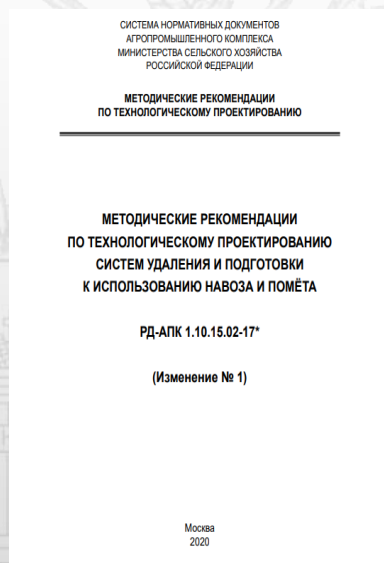 СИСТЕМА НОРМАТИВНЫХ ДОКУМЕНТОВ
АГРОПРОМЫШЛЕННОГО КОМПЛЕКСА
МИНИСТЕРСТВА СЕЛЬСКОГО ХОЗЯЙСТВА
РОССИЙСКОЙ ФЕДЕРАЦИИ
МЕТОДИЧЕСКИЕ РЕКОМЕНДАЦИИ
ПО ТЕХНОЛОГИЧЕСКОМУ ПРОЕКТИРОВАНИЮ
МЕТОДИЧЕСКИЕ РЕКОМЕНДАЦИИ
ПО ТЕХНОЛОГИЧЕСКОМУ ПРОЕКТИРОВАНИЮ
СИСТЕМ УДАЛЕНИЯ И ПОДГОТОВКИ
К ИСПОЛЬЗОВАНИЮ НАВОЗА И ПОМЁТА
РД-АПК 1.10.15.02-17*
(Изменение № 1)
Москва
2020